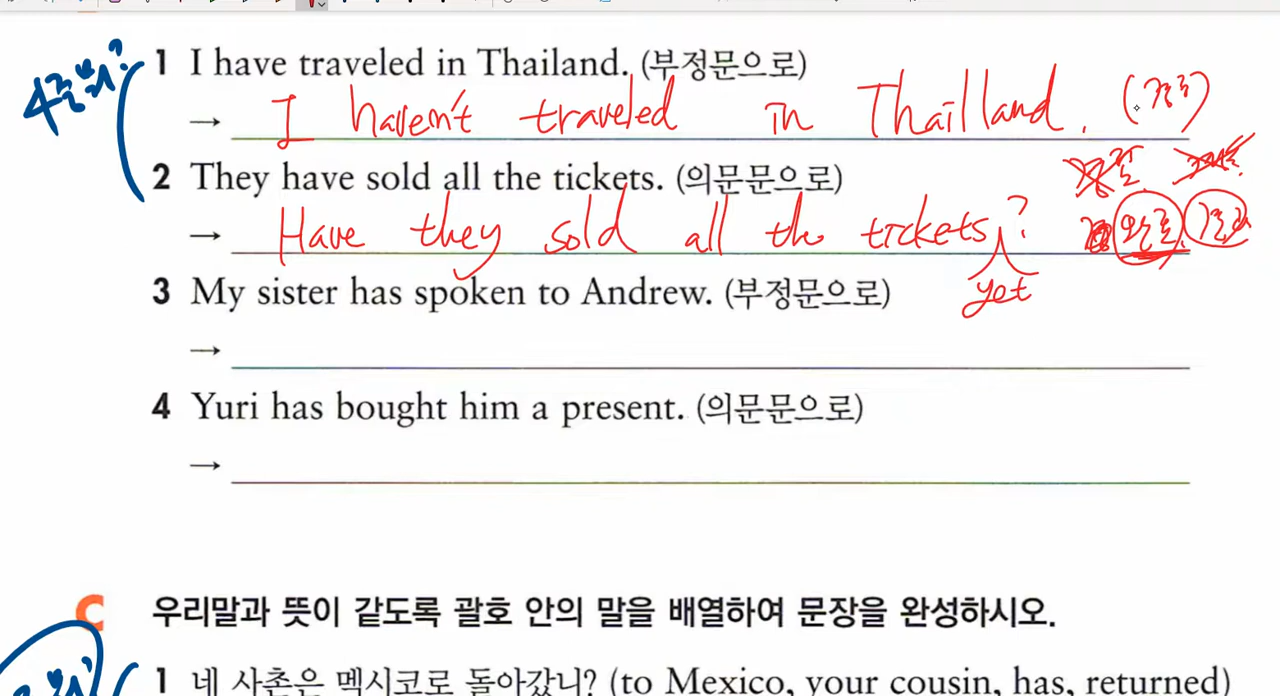 1 I have traveled in Thailand. (부정문으로)
→ I haven't traveled in Thailland. (경험)
2 They have sold all the tickets. (의문문으로)
→ Have they sold all the tickets? 완료, 결과
yet
3 My sister has spoken to Andrew. (부정문으로)
→
4 Yuri has bought him a present. (의문문으로)
→
C 우리말과 뜻이 같도록 괄호 안의 말을 배열하여 문장을 완성하시오.
1 네 사촌은 멕시코로 돌아갔니? (to Mexico, your cousin, has, returned)